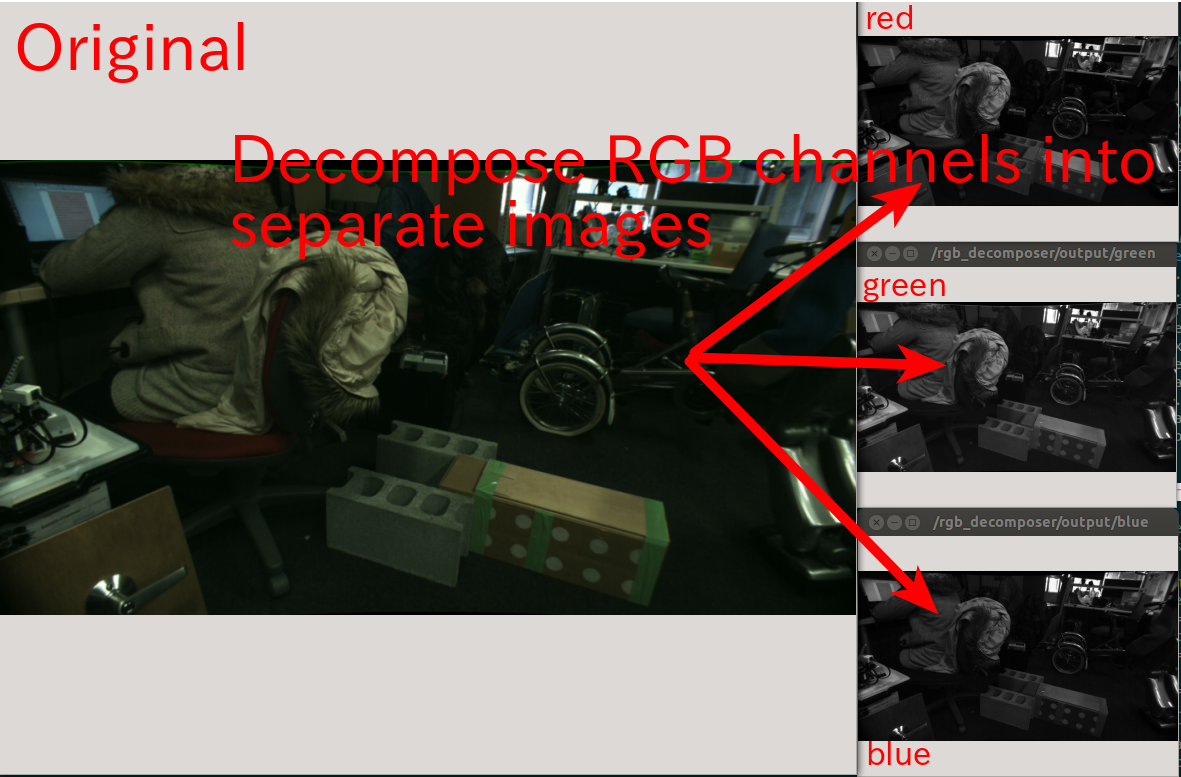 Original
Decompose RGB channels into
separate images
red
/rgb_decomposer/output/green
green
/rgb_decomposer/output/blue
blue